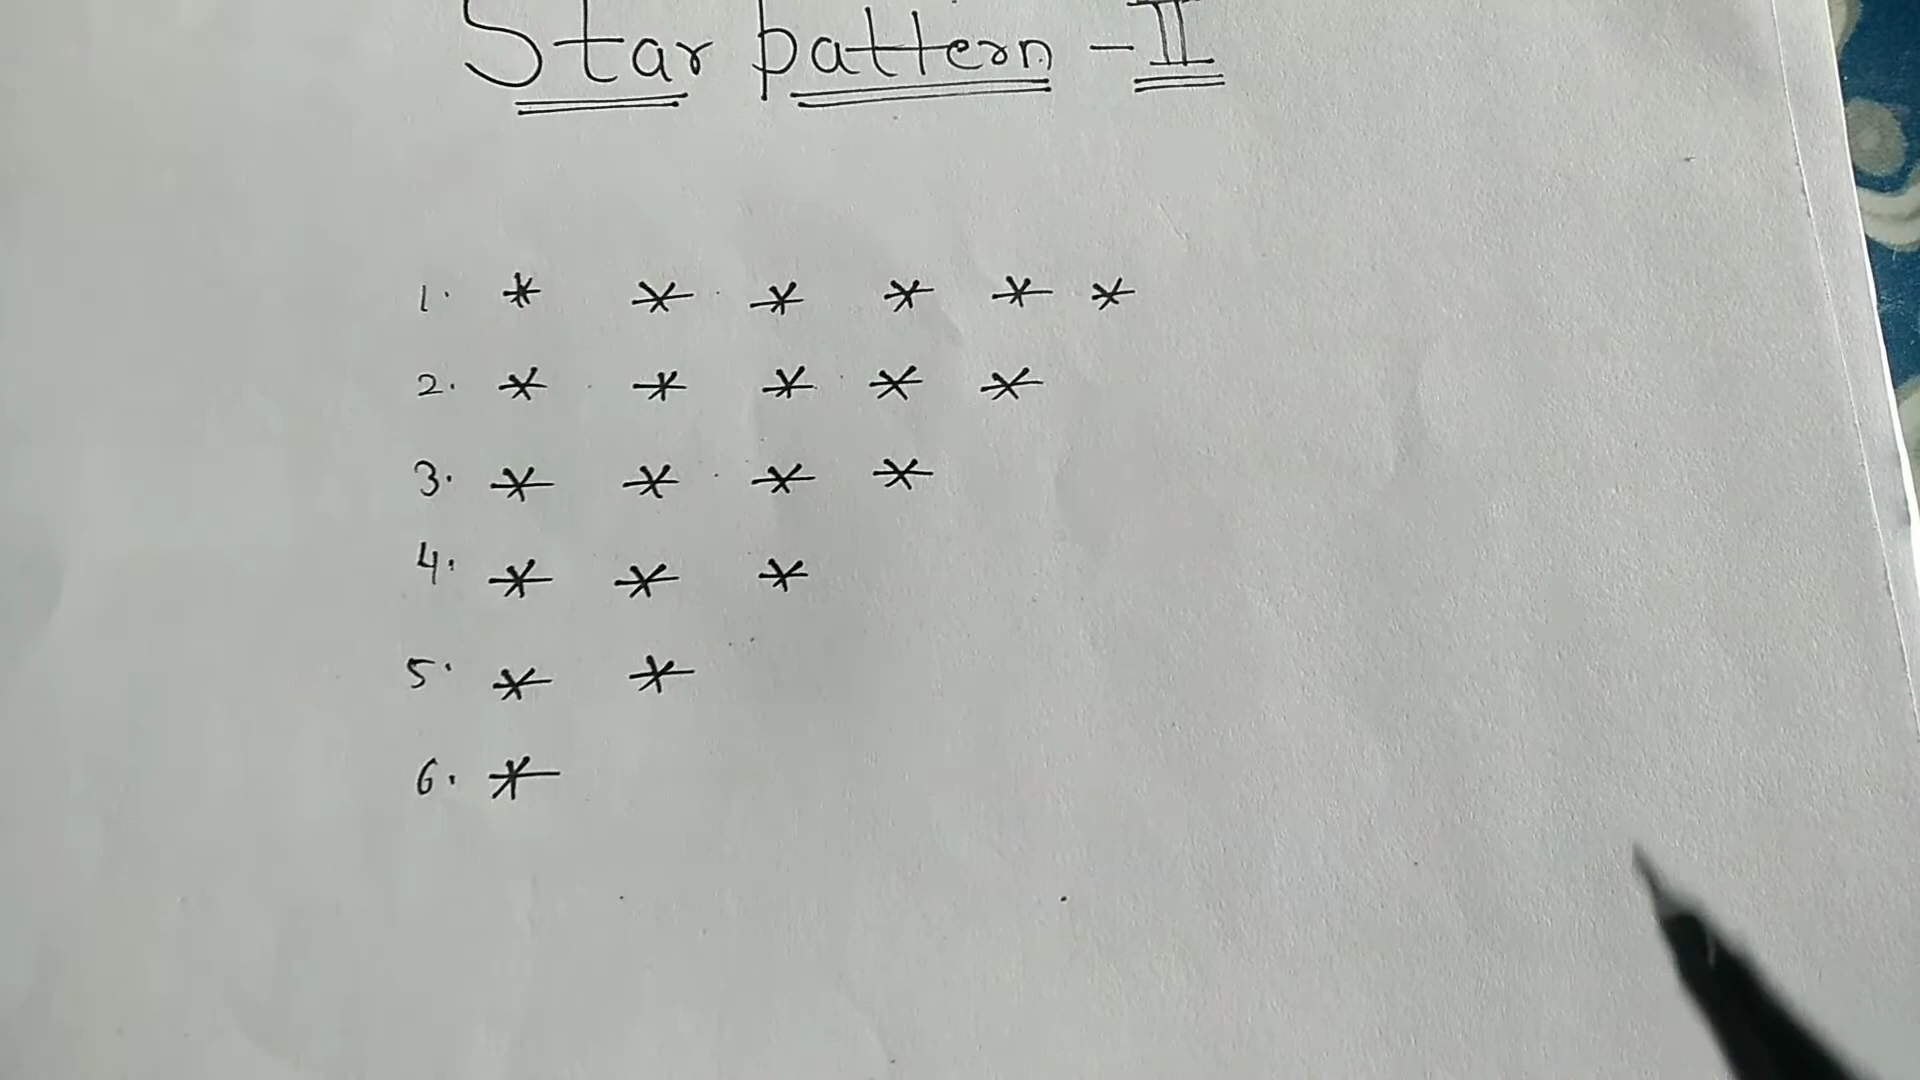 Star pattern - II
1. * * * * * *
2. * * * * *
3. * * * *
4. * * *
5. * *
6. *